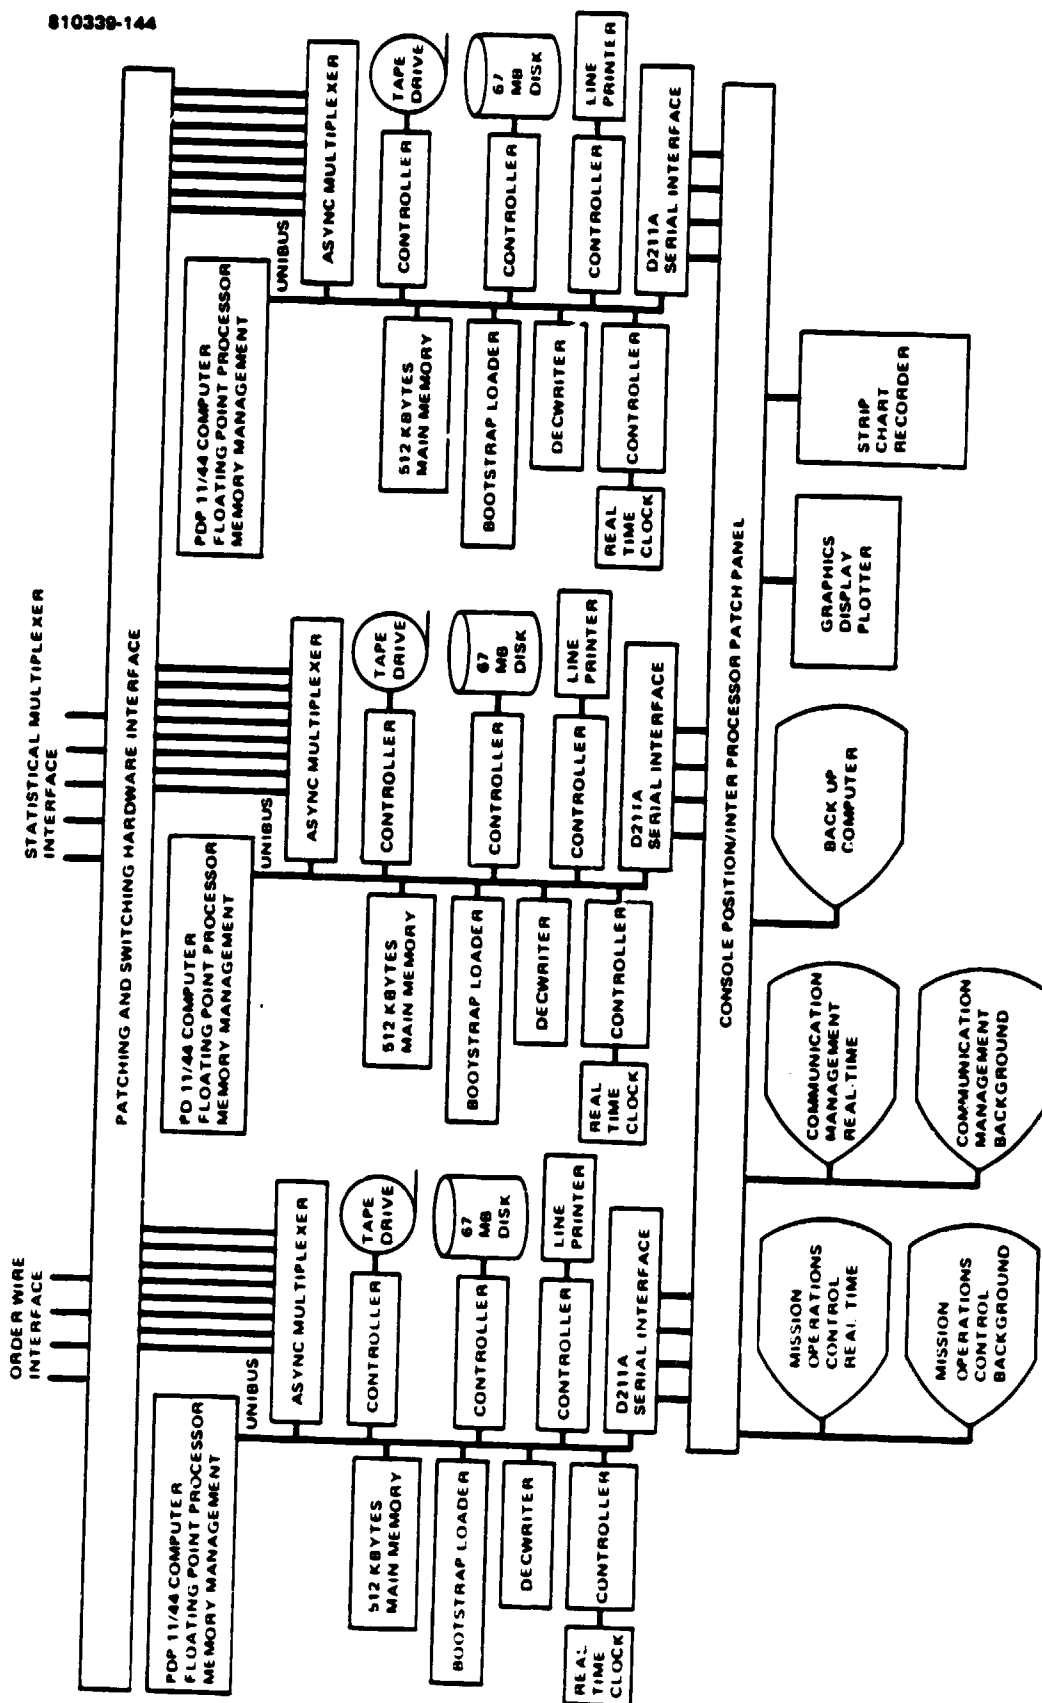 810339-144
ORDER WIRE
INTERFACE
STATISTICAL MULTIPLEXER
INTERFACE
PATCHING AND SWITCHING HARDWARE INTERFACE
PDP 11/44 COMPUTER
FLOATING POINT PROCESSOR
MEMORY MANAGEMENT
UNIBUS
ASYNC MULTIPLEXER
512 KBYTES
MAIN MEMORY
CONTROLLER
TAPE
DRIVE
BOOTSTRAP LOADER
CONTROLLER
67
MB
DISK
DECWRITER
CONTROLLER
LINE
PRINTER
REAL
TIME
CLOCK
CONTROLLER
D211A
SERIAL INTERFACE
PD 11/44 COMPUTER
FLOATING POINT PROCESSOR
MEMORY MANAGEMENT
UNIBUS
ASYNC MULTIPLEXER
512 KBYTES
MAIN MEMORY
CONTROLLER
TAPE
DRIVE
BOOTSTRAP LOADER
CONTROLLER
67
MB
DISK
DECWRITER
CONTROLLER
LINE
PRINTER
REAL
TIME
CLOCK
CONTROLLER
D211A
SERIAL INTERFACE
PDP 11/44 COMPUTER
FLOATING POINT PROCESSOR
MEMORY MANAGEMENT
UNIBUS
ASYNC MULTIPLEXER
512 KBYTES
MAIN MEMORY
CONTROLLER
TAPE
DRIVE
BOOTSTRAP LOADER
CONTROLLER
67
MB
DISK
DECWRITER
CONTROLLER
LINE
PRINTER
REAL
TIME
CLOCK
CONTROLLER
D211A
SERIAL INTERFACE
CONSOLE POSITION/INTER PROCESSOR PATCH PANEL
MISSION
OPERATIONS
CONTROL
REAL TIME
MISSION
OPERATIONS
CONTROL
BACKGROUND
COMMUNICATION
MANAGEMENT
REAL-TIME
COMMUNICATION
MANAGEMENT
BACKGROUND
BACK UP
COMPUTER
GRAPHICS
DISPLAY
PLOTTER
STRIP
CHART
RECORDER